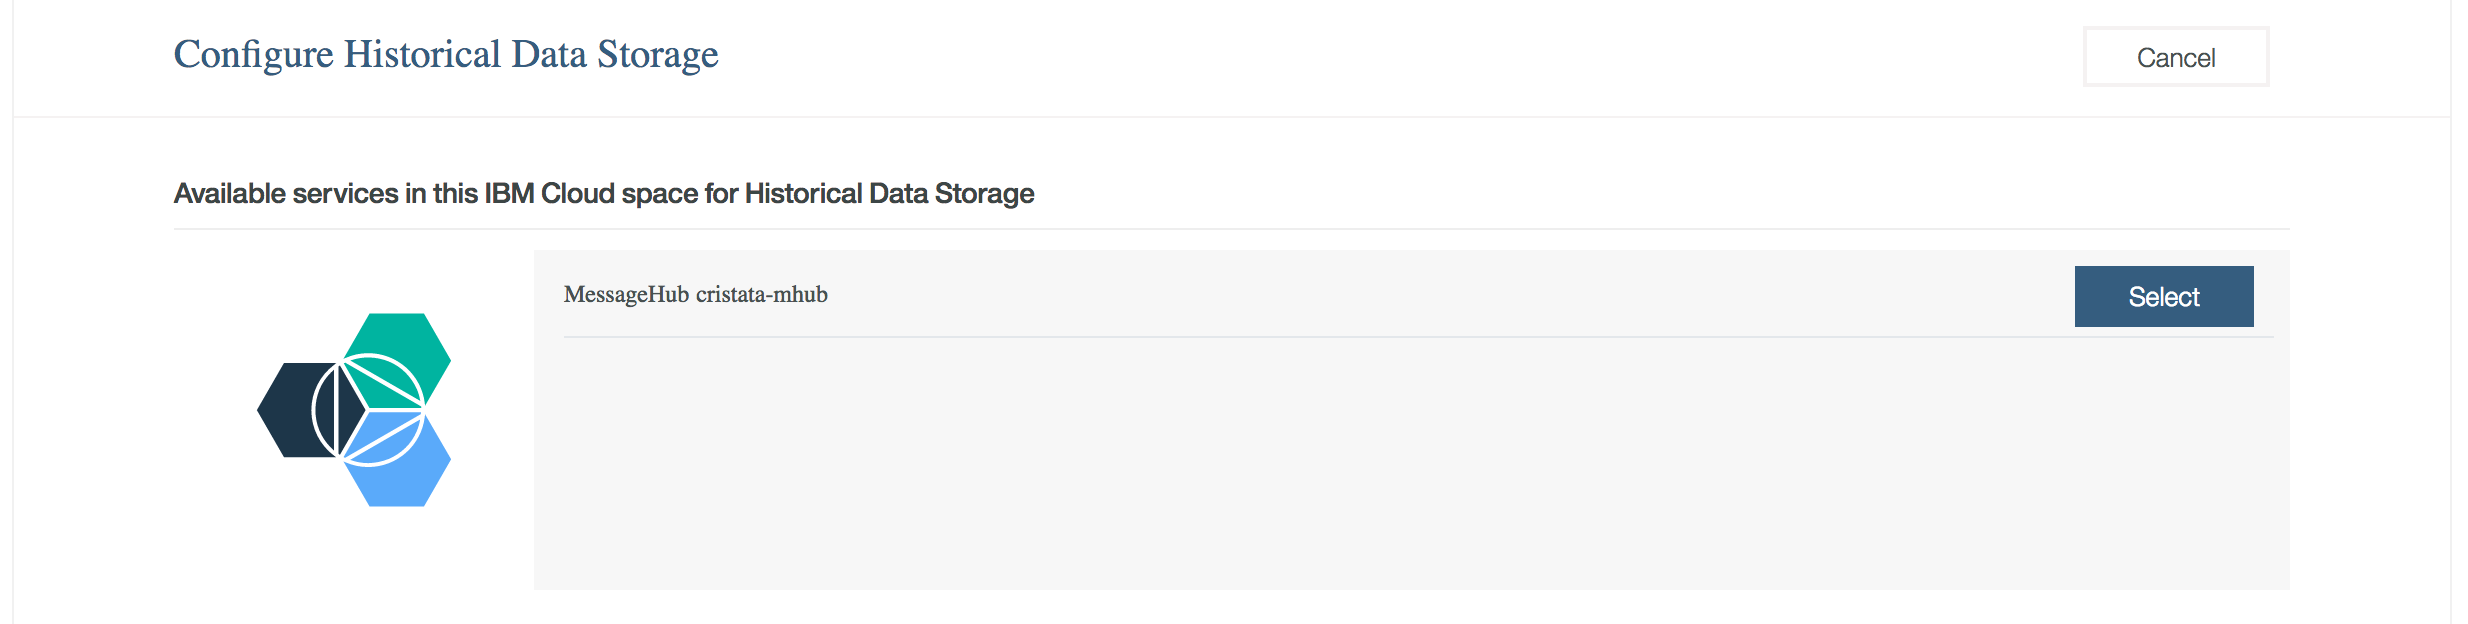 Configure Historical Data Storage
Cancel
Available services in this IBM Cloud space for Historical Data Storage
MessageHub cristata-mhub
Select